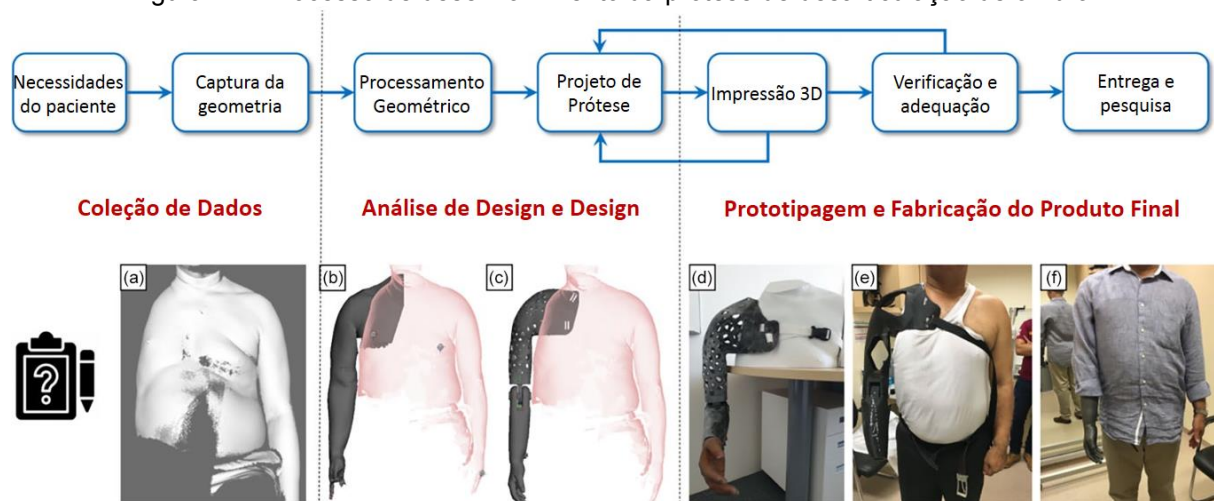 Necessidades
do paciente
Captura da
geometria
Processamento
Geométrico
Projeto de
Prótese
Impressão 3D
Verificação e
adequação
Entrega e
pesquisa
Coleção de Dados
Análise de Design e Design
Prototipagem e Fabricação do Produto Final
(a)
(b)
(c)
(d)
(e)
(f)
?